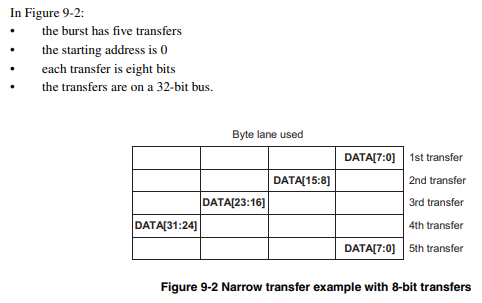 In Figure 9-2:
• the burst has five transfers
• the starting address is 0
• each transfer is eight bits
• the transfers are on a 32-bit bus.
Byte lane used
DATA[7:0] 1st transfer
DATA[15:8] 2nd transfer
DATA[23:16] 3rd transfer
DATA[31:24] 4th transfer
DATA[7:0] 5th transfer
Figure 9-2 Narrow transfer example with 8-bit transfers